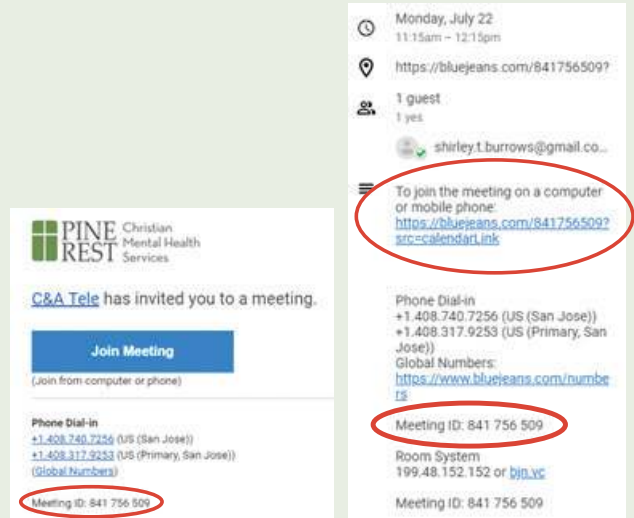 PINE REST Christian Mental Health Services
C&A Tele has invited you to a meeting.
Join Meeting
(Join from computer or phone)
Phone Dial-in
+1.408.740.7256 (US (San Jose))
+1.408.317.9253 (US (Primary, San Jose))
(Global Numbers)
Meeting ID: 841 756 509
Monday, July 22
11:15am – 12:15pm
https://bluejeans.com/841756509?
1 guest
1 yes
shirley.t.burrows@gmail.co...
To join the meeting on a computer
or mobile phone:
https://bluejeans.com/841756509?
src=calendarLink
Phone Dial-in
+1.408.740.7256 (US (San Jose))
+1.408.317.9253 (US (Primary, San
Jose))
Global Numbers:
https://www.bluejeans.com/numbe
rs
Meeting ID: 841 756 509
Room System
199.48.152.152 or bjn.vc
Meeting ID: 841 756 509